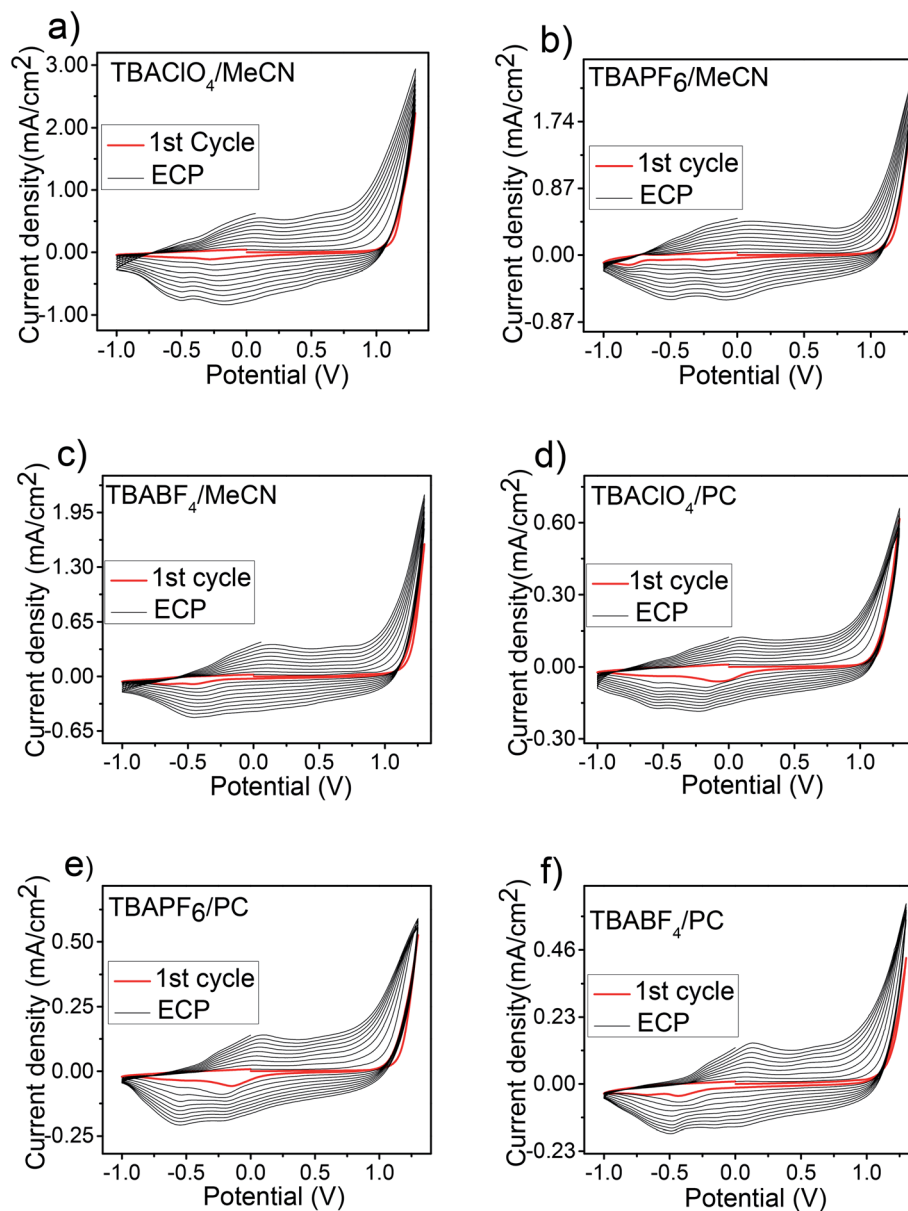 a)
TBAClO4/MeCN
1st Cycle
ECP
Current density(mA/cm2)
3.00
2.00
1.00
0.00
-1.00
-1.0 -0.5 0.0 0.5 1.0
Potential (V)
b)
TBAPF6/MeCN
1st cycle
ECP
Current density (mA/cm2)
1.74
0.87
0.00
-0.87
-1.0 -0.5 0.0 0.5 1.0
Potential (V)
c)
TBABF4/MeCN
1st cycle
ECP
Current density (mA/cm2)
1.95
1.30
0.65
0.00
-0.65
-1.0 -0.5 0.0 0.5 1.0
Potential (V)
d)
TBAClO4/PC
1st cycle
ECP
Current density(mA/cm2)
0.60
0.30
0.00
-0.30
-1.0 -0.5 0.0 0.5 1.0
Potential (V)
e)
TBAPF6/PC
1st cycle
ECP
Current density (mA/cm2)
0.50
0.25
0.00
-0.25
-1.0 -0.5 0.0 0.5 1.0
Potential (V)
f)
TBABF4/PC
1st cycle
ECP
Current density(mA/cm2)
0.46
0.23
0.00
-0.23
-1.0 -0.5 0.0 0.5 1.0
Potential (V)